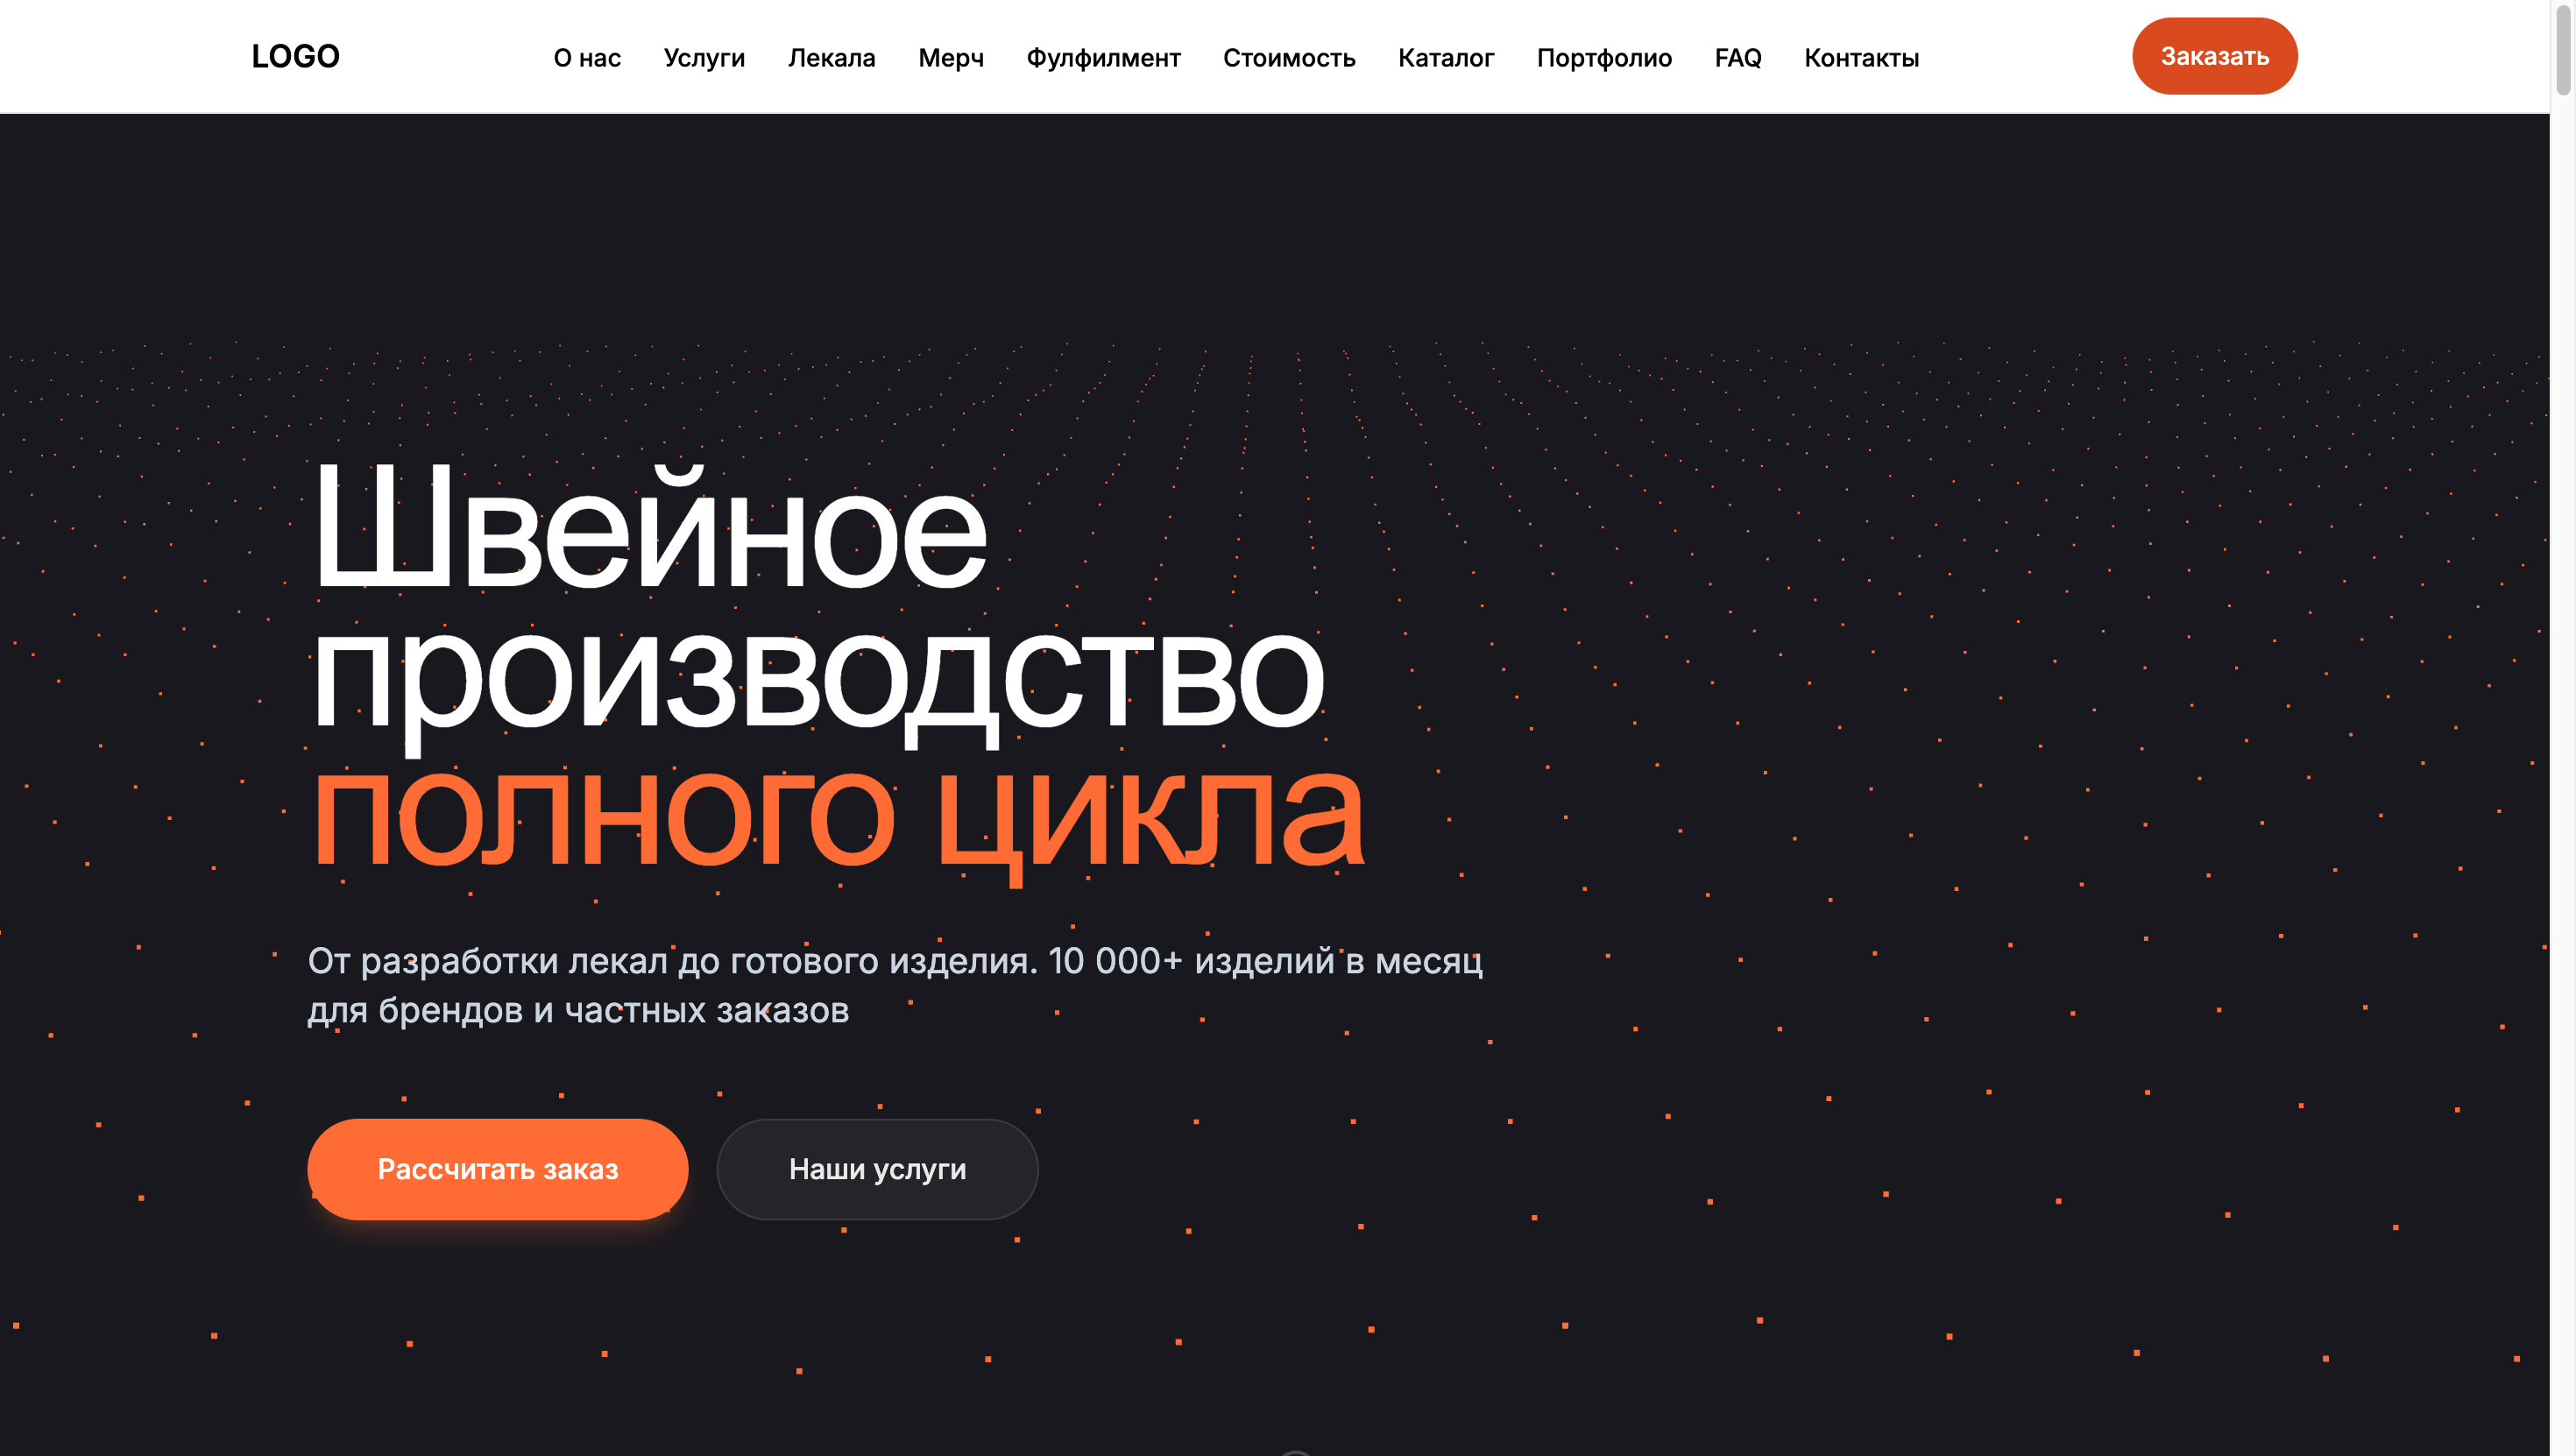 LOGO
О нас Услуги Лекала Мерч Фулфилмент Стоимость Каталог Портфолио FAQ Контакты
Заказать
Швейное
производство
полного цикла
От разработки лекал до готового изделия. 10 000+ изделий в месяц
для брендов и частных заказов
Рассчитать заказ
Наши услуги